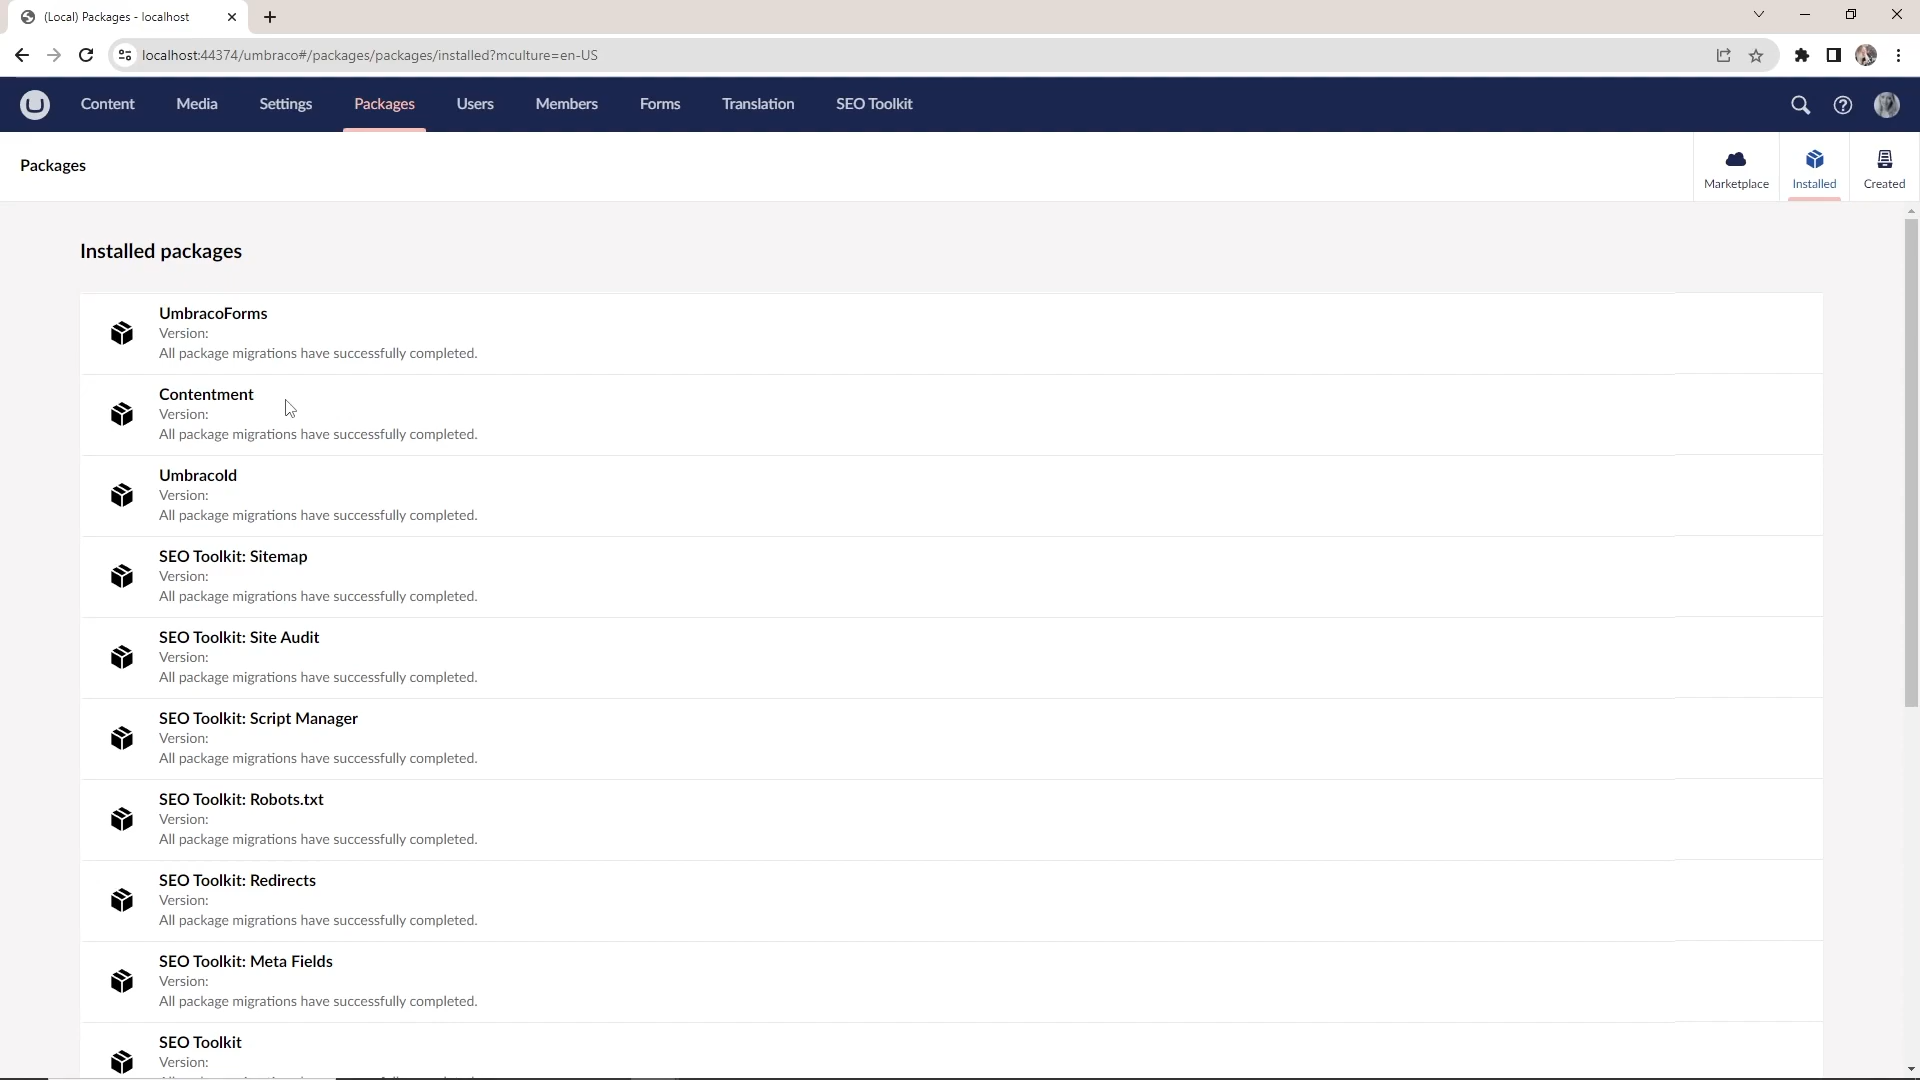 (Local) Packages - localhost
localhost:44374/umbraco#/packages/packages/installed?mculture=en-US
Content Media Settings Packages Users Members Forms Translation SEO Toolkit
Packages
Marketplace Installed Created
Installed packages
UmbracoForms
Version:
All package migrations have successfully completed.
Contentment
Version:
All package migrations have successfully completed.
UmbracoId
Version:
All package migrations have successfully completed.
SEO Toolkit: Sitemap
Version:
All package migrations have successfully completed.
SEO Toolkit: Site Audit
Version:
All package migrations have successfully completed.
SEO Toolkit: Script Manager
Version:
All package migrations have successfully completed.
SEO Toolkit: Robots.txt
Version:
All package migrations have successfully completed.
SEO Toolkit: Redirects
Version:
All package migrations have successfully completed.
SEO Toolkit: Meta Fields
Version:
All package migrations have successfully completed.
SEO Toolkit
Version: